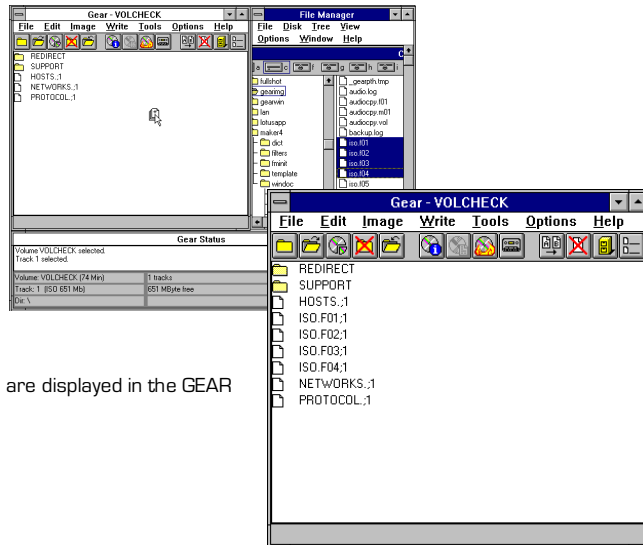 Gear - VOLCHECK
File Edit Image Write Tools Options Help
REDIRECT
SUPPORT
HOSTS.;1
NETWORKS.;1
PROTOCOL.;1
Gear Status
Volume VOLCHECK selected.
Track 1 selected.
Volume: VOLCHECK (74 Min) 1 tracks
Track: 1 (ISO 651 Mb) 651 MByte free
Dir: \
File Manager
File Disk Tree View
Options Window Help
C
a c f g h i
fullshot
gearimg
gearwin
lan
lotusapp
maker4
dict
filters
fminit
template
windoc
_gearpth.tmp
audio.log
audiocpy.f01
audiocpy.m01
audiocpy.vol
backup.log
iso.f01
iso.f02
iso.f03
iso.f04
iso.f05
Gear - VOLCHECK
File Edit Image Write Tools Options Help
REDIRECT
SUPPORT
HOSTS.;1
ISO.F01;1
ISO.F02;1
ISO.F03;1
ISO.F04;1
NETWORKS.;1
PROTOCOL.;1
are displayed in the GEAR